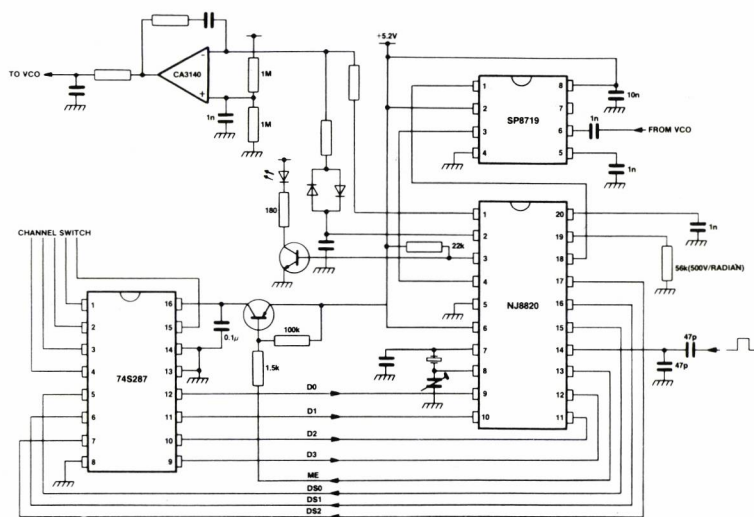 +5.2V
CA3140
-
+
TO VCO
1M
1n
1M
1
2
3
4
SP8719
8
7
6
5
10n
1n
FROM VCO
1n
180
22k
1
2
3
4
5
6
7
8
9
10
NJ8820
20
19
18
17
16
15
14
13
12
11
1n
56k(500V/RADIAN)
47p
47p
CHANNEL SWITCH
1
2
3
4
5
6
7
8
74S287
16
15
14
13
12
11
10
9
0.1μ
100k
1.5k
D0
D1
D2
D3
ME
DS0
DS1
DS2